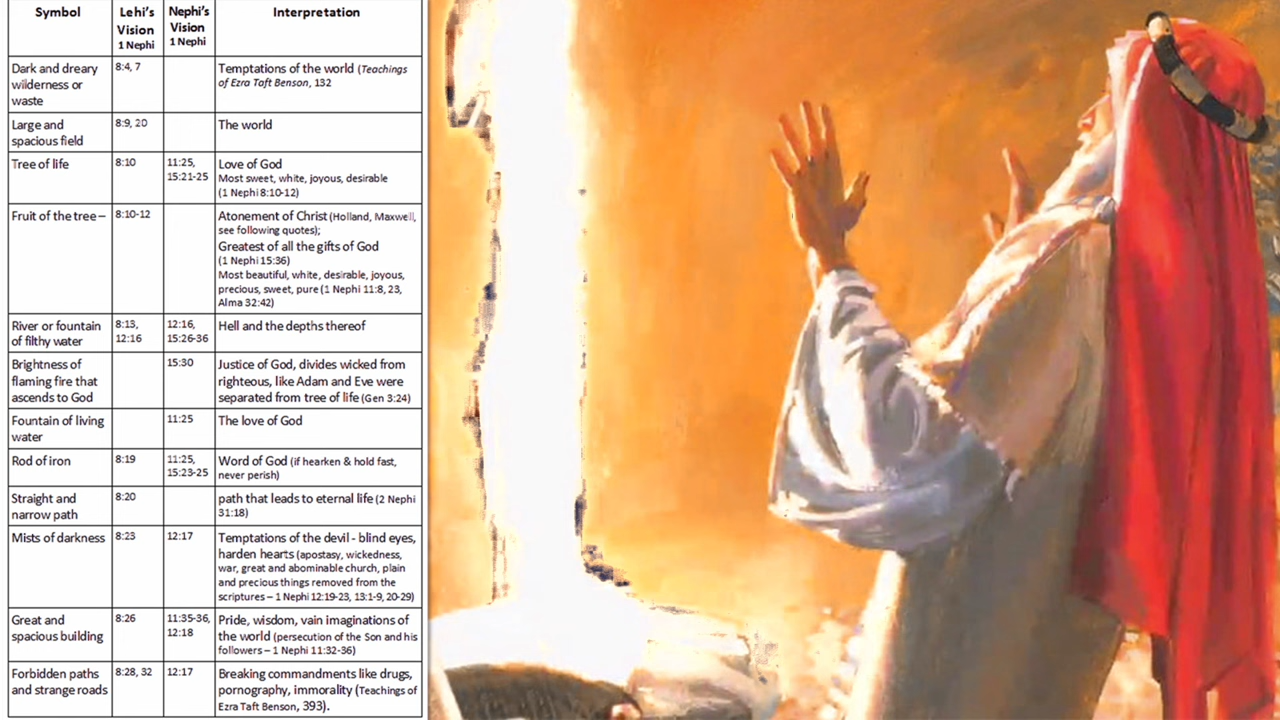 Symbol
Lehi's
Vision
1 Nephi
Nephi's
Vision
1 Nephi
Interpretation
Dark and dreary
wilderness or
waste
8:4, 7
Temptations of the world (Teachings
of Ezra Taft Benson, 132
Large and
spacious field
8:9, 20
The world
Tree of life
8:10
11:25,
15:21-25
Love of God
Most sweet, white, joyous, desirable
(1 Nephi 8:10-12)
Fruit of the tree –
8:10-12
Atonement of Christ (Holland, Maxwell,
see following quotes);
Greatest of all the gifts of God
(1 Nephi 15:36)
Most beautiful, white, desirable, joyous,
precious, sweet, pure (1 Nephi 11:8, 23,
Alma 32:42)
River or fountain
of filthy water
8:13,
12:16
12:16,
15:26-36
Hell and the depths thereof
Brightness of
flaming fire that
ascends to God
15:30
Justice of God, divides wicked from
righteous, like Adam and Eve were
separated from tree of life (Gen 3:24)
Fountain of living
water
11:25
The love of God
Rod of iron
8:19
11:25,
15:23-25
Word of God (if hearken & hold fast,
never perish)
Straight and
narrow path
8:20
path that leads to eternal life (2 Nephi
31:18)
Mists of darkness
8:23
12:17
Temptations of the devil - blind eyes,
harden hearts (apostasy, wickedness,
war, great and abominable church, plain
and precious things removed from the
scriptures – 1 Nephi 12:19-23, 13:1-9, 20-29)
Great and
spacious building
8:26
11:35-36,
12:18
Pride, wisdom, vain imaginations of
the world (persecution of the Son and his
followers – 1 Nephi 11:32-36)
Forbidden paths
and strange roads
8:28, 32
12:17
Breaking commandments like drugs,
pornography, immorality (Teachings of
Ezra Taft Benson, 393).